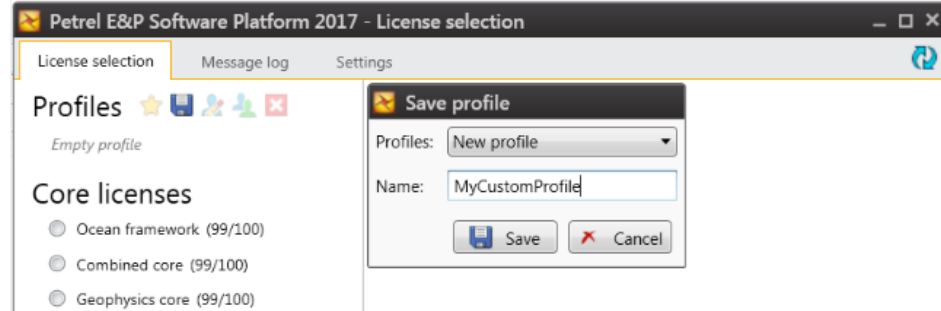 Petrel E&P Software Platform 2017 - License selection
License selection
Message log
Settings
Profiles
Empty profile
Core licenses
Ocean framework (99/100)
Combined core (99/100)
Geophysics core (99/100)
Save profile
Profiles: New profile
Name: MyCustomProfile
Save
Cancel